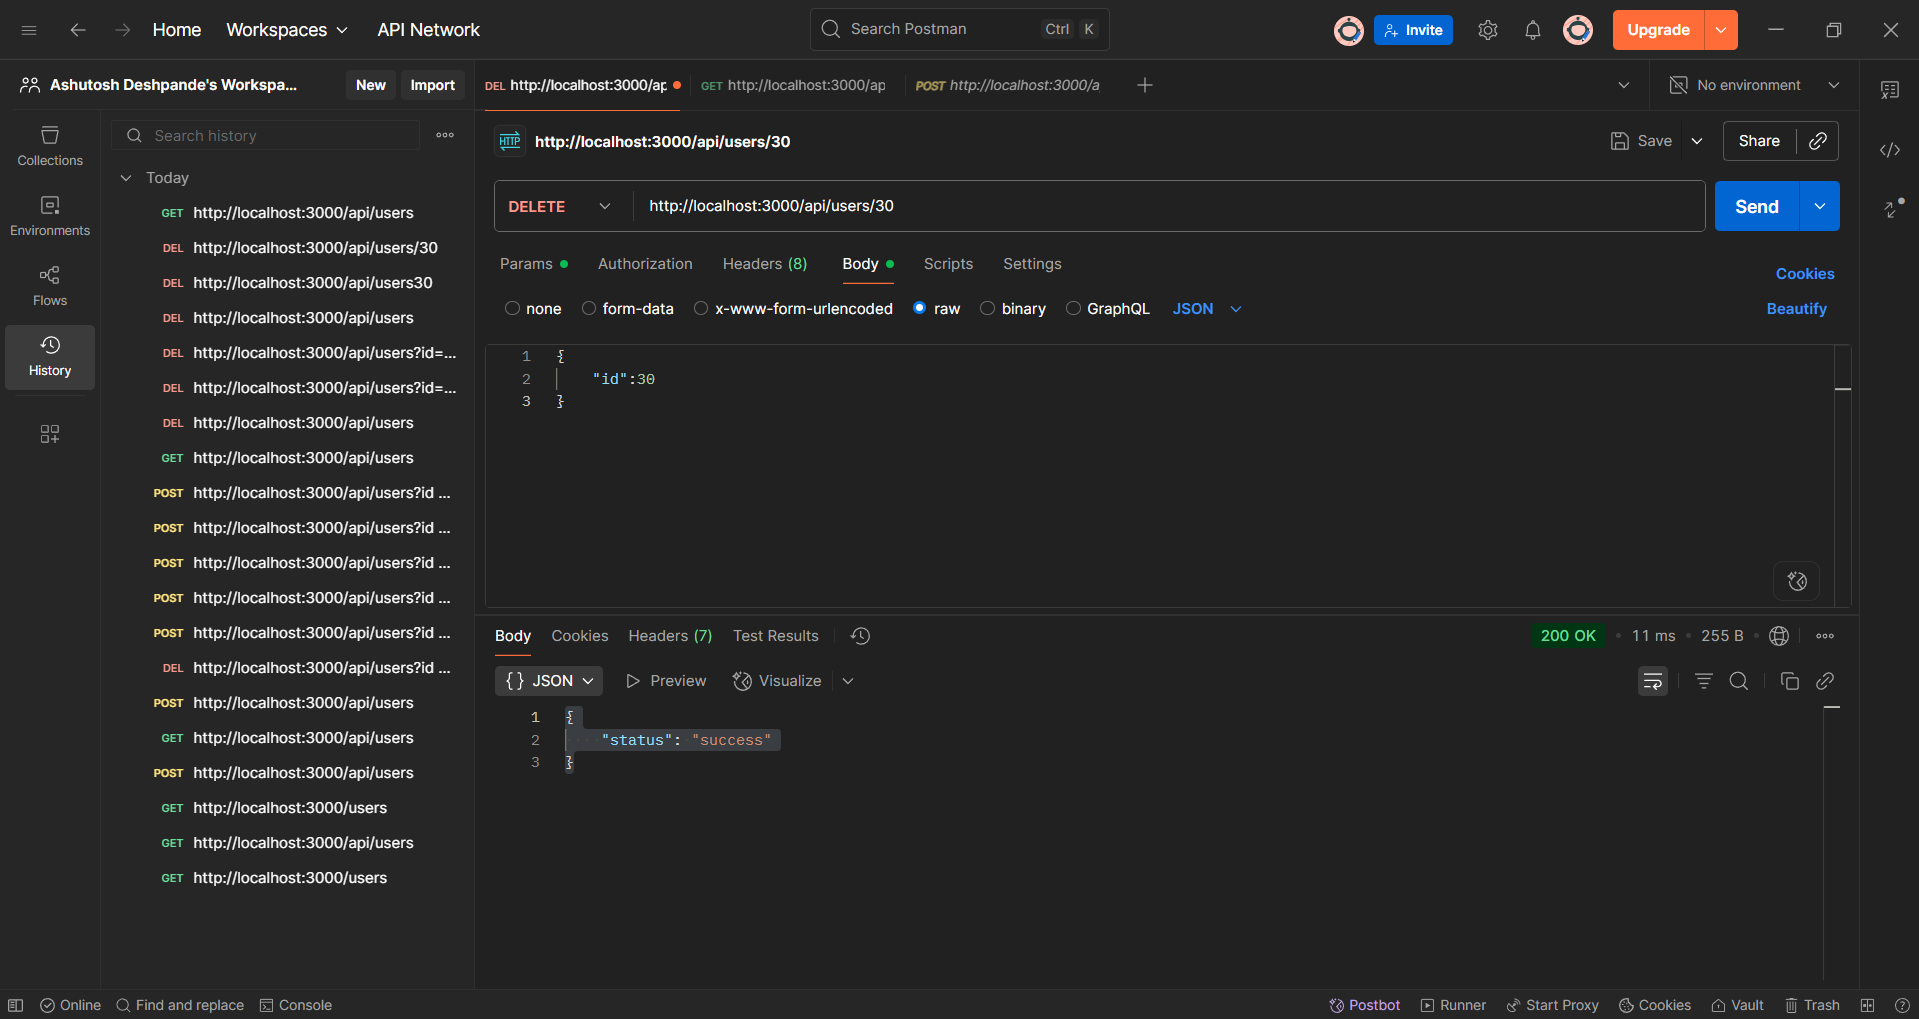 Home Workspaces API Network Search Postman Ctrl K Invite Upgrade
Ashutosh Deshpande's Workspa... New Import
DEL http://localhost:3000/ap GET http://localhost:3000/ap POST http://localhost:3000/a No environment
Collections
Environments
Flows
History
Search history
Today
GET http://localhost:3000/api/users
DEL http://localhost:3000/api/users/30
DEL http://localhost:3000/api/users30
DEL http://localhost:3000/api/users
DEL http://localhost:3000/api/users?id=...
DEL http://localhost:3000/api/users?id=...
DEL http://localhost:3000/api/users
GET http://localhost:3000/api/users
POST http://localhost:3000/api/users?id ...
POST http://localhost:3000/api/users?id ...
POST http://localhost:3000/api/users?id ...
POST http://localhost:3000/api/users?id ...
POST http://localhost:3000/api/users?id ...
DEL http://localhost:3000/api/users?id ...
POST http://localhost:3000/api/users
GET http://localhost:3000/api/users
POST http://localhost:3000/api/users
GET http://localhost:3000/users
GET http://localhost:3000/api/users
GET http://localhost:3000/users
HTTP http://localhost:3000/api/users/30 Save Share
DELETE http://localhost:3000/api/users/30 Send
Params Authorization Headers (8) Body Scripts Settings Cookies
none form-data x-www-form-urlencoded raw binary GraphQL JSON Beautify
1 {
2 "id":30
3 }
Body Cookies Headers (7) Test Results 200 OK • 11 ms • 255 B
{} JSON Preview Visualize
1 {
2 "status": "success"
3 }
Online Find and replace Console Postbot Runner Start Proxy Cookies Vault Trash